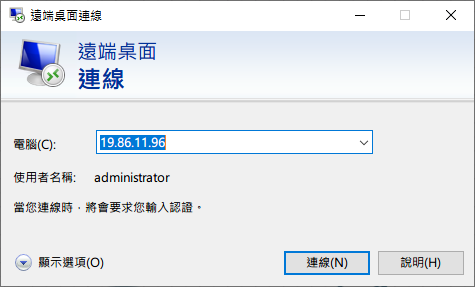 遠端桌面連線
遠端桌面
連線
電腦(C): 19.86.11.96
使用者名稱: administrator
當您連線時，將會要求您輸入認證。
顯示選項(O) 連線(N) 說明(H)